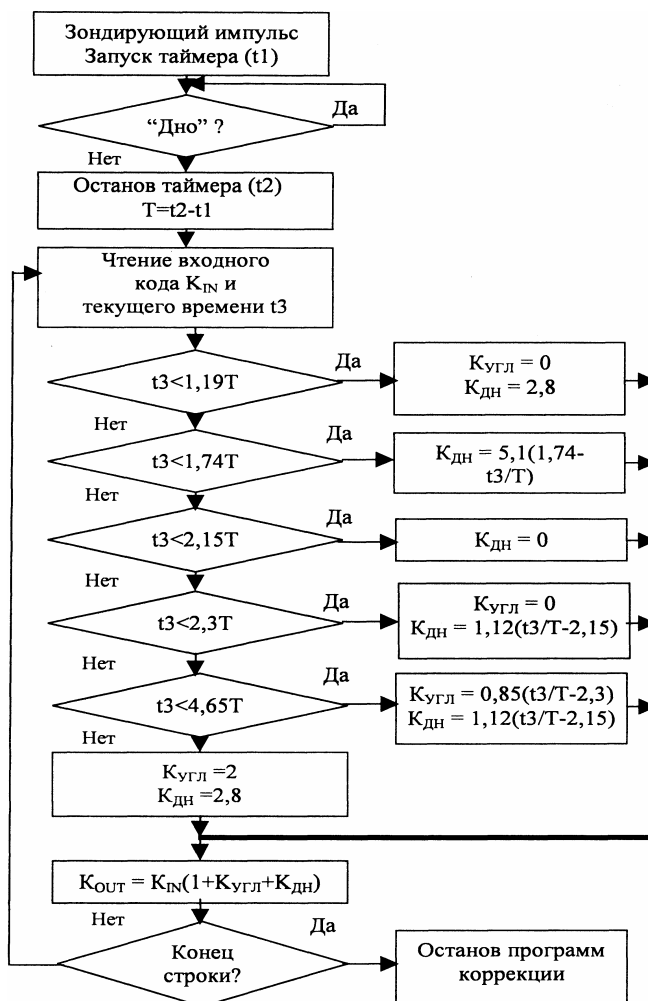 Зондирующий импульс
Запуск таймера (t1)
Да
“Дно” ?
Нет
Останов таймера (t2)
T=t2-t1
Чтение входного
кода K_IN и
текущего времени t3
Да
t3<1,19T
K_УГЛ = 0
K_ДН = 2,8
Нет
Да
t3<1,74T
K_ДН = 5,1(1,74-
t3/T)
Нет
Да
t3<2,15T
K_ДН = 0
Нет
Да
t3<2,3T
K_УГЛ = 0
K_ДН = 1,12(t3/T-2,15)
Нет
Да
t3<4,65T
K_УГЛ = 0,85(t3/T-2,3)
K_ДН = 1,12(t3/T-2,15)
Нет
K_УГЛ =2
K_ДН =2,8
K_OUT = K_IN(1+K_УГЛ+K_ДН)
Нет
Да
Конец
строки?
Останов программ
коррекции